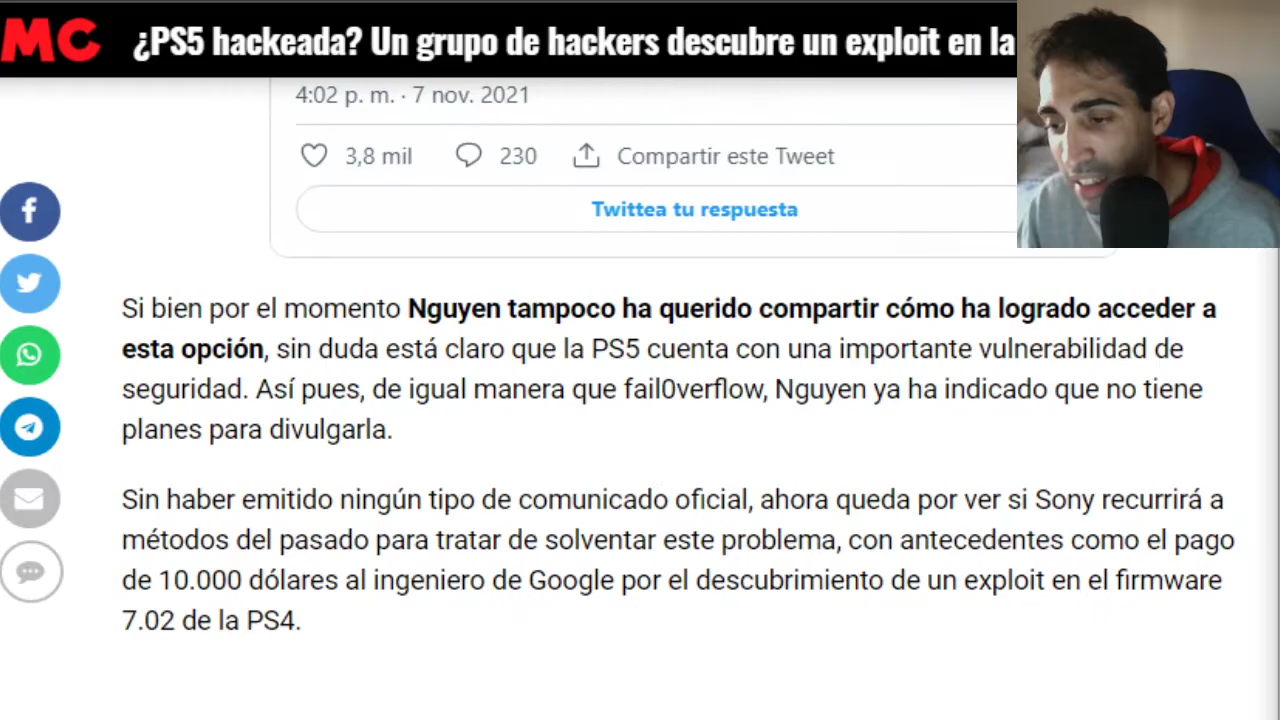 MC ¿PS5 hackeada? Un grupo de hackers descubre un exploit en la
4:02 p. m. · 7 nov. 2021
3,8 mil 230 Compartir este Tweet
Twittea tu respuesta
Si bien por el momento Nguyen tampoco ha querido compartir cómo ha logrado acceder a
esta opción, sin duda está claro que la PS5 cuenta con una importante vulnerabilidad de
seguridad. Así pues, de igual manera que fail0verflow, Nguyen ya ha indicado que no tiene
planes para divulgarla.
Sin haber emitido ningún tipo de comunicado oficial, ahora queda por ver si Sony recurrirá a
métodos del pasado para tratar de solventar este problema, con antecedentes como el pago
de 10.000 dólares al ingeniero de Google por el descubrimiento de un exploit en el firmware
7.02 de la PS4.